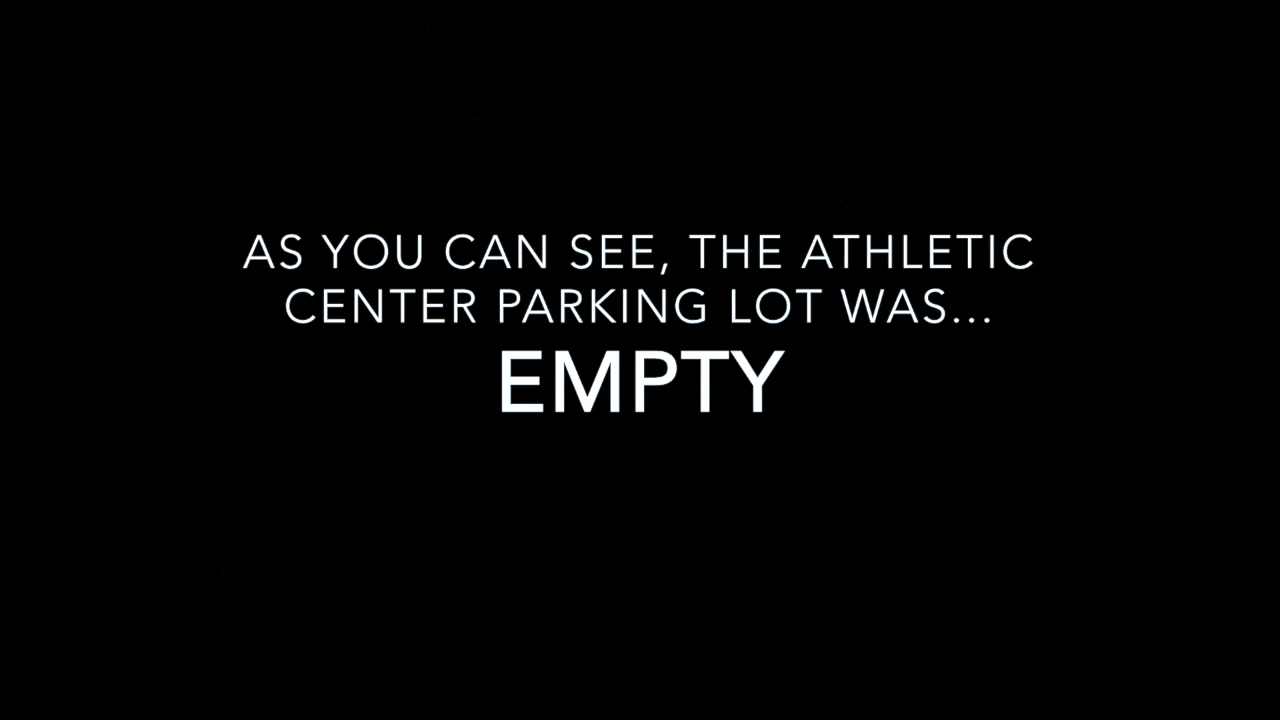 AS YOU CAN SEE, THE ATHLETIC
CENTER PARKING LOT WAS...
EMPTY